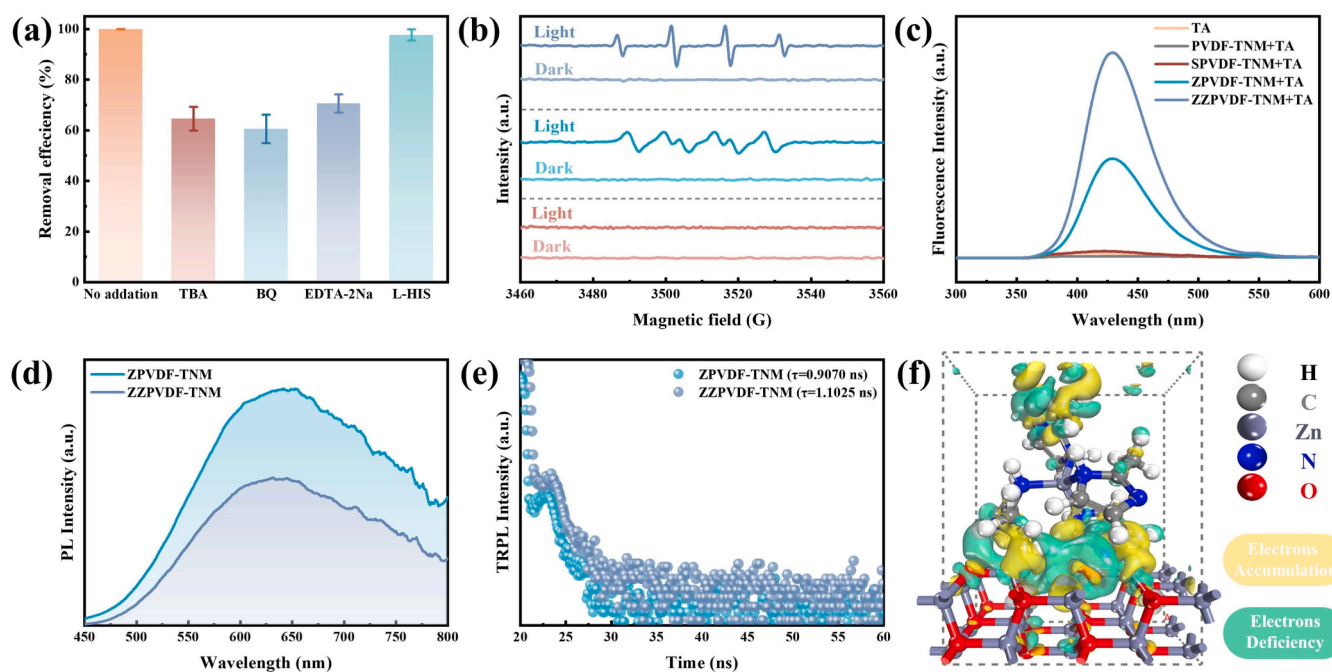 (a)
100
80
60
40
20
0
Removal effeciency (%)
No addation TBA BQ EDTA-2Na L-HIS
(b)
Light
Dark
Light
Dark
Light
Dark
Intensity (a.u.)
3460 3480 3500 3520 3540 3560
Magnetic field (G)
(c)
TA
PVDF-TNM+TA
SPVDF-TNM+TA
ZPVDF-TNM+TA
ZZPVDF-TNM+TA
Fluorescence Intensity (a.u.)
300 350 400 450 500 550 600
Wavelength (nm)
(d)
ZPVDF-TNM
ZZPVDF-TNM
PL Intensity (a.u.)
450 500 550 600 650 700 750 800
Wavelength (nm)
(e)
ZPVDF-TNM (τ=0.9070 ns)
ZZPVDF-TNM (τ=1.1025 ns)
TRPL Intensity (a.u.)
20 25 30 35 40 45 50 55 60
Time (ns)
(f)
H
C
Zn
N
O
Electrons
Accumulation
Electrons
Deficiency